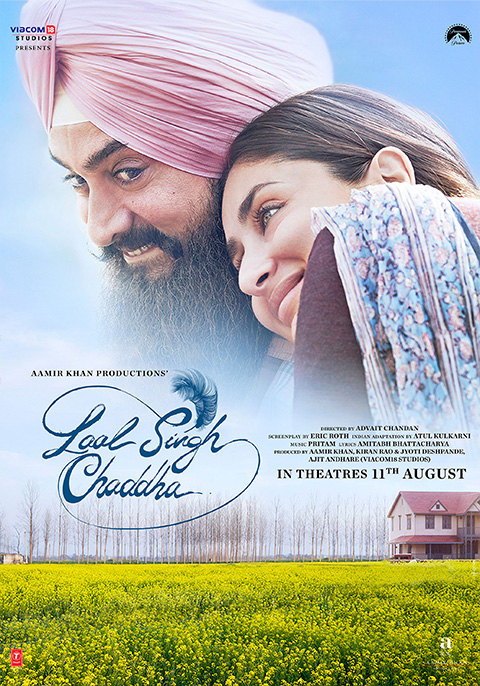 VIACOM18
STUDIOS
PRESENTS
Paramount
AAMIR KHAN PRODUCTIONS'
Laal Singh
Chaddha
DIRECTED BY ADVAIT CHANDAN
SCREENPLAY BY ERIC ROTH INDIAN ADAPTATION BY ATUL KULKARNI
MUSIC PRITAM LYRICS AMITABH BHATTACHARYA
PRODUCED BY AAMIR KHAN, KIRAN RAO & JYOTI DESHPANDE,
AJIT ANDHARE (VIACOM18 STUDIOS)
IN THEATRES 11TH AUGUST
T
a